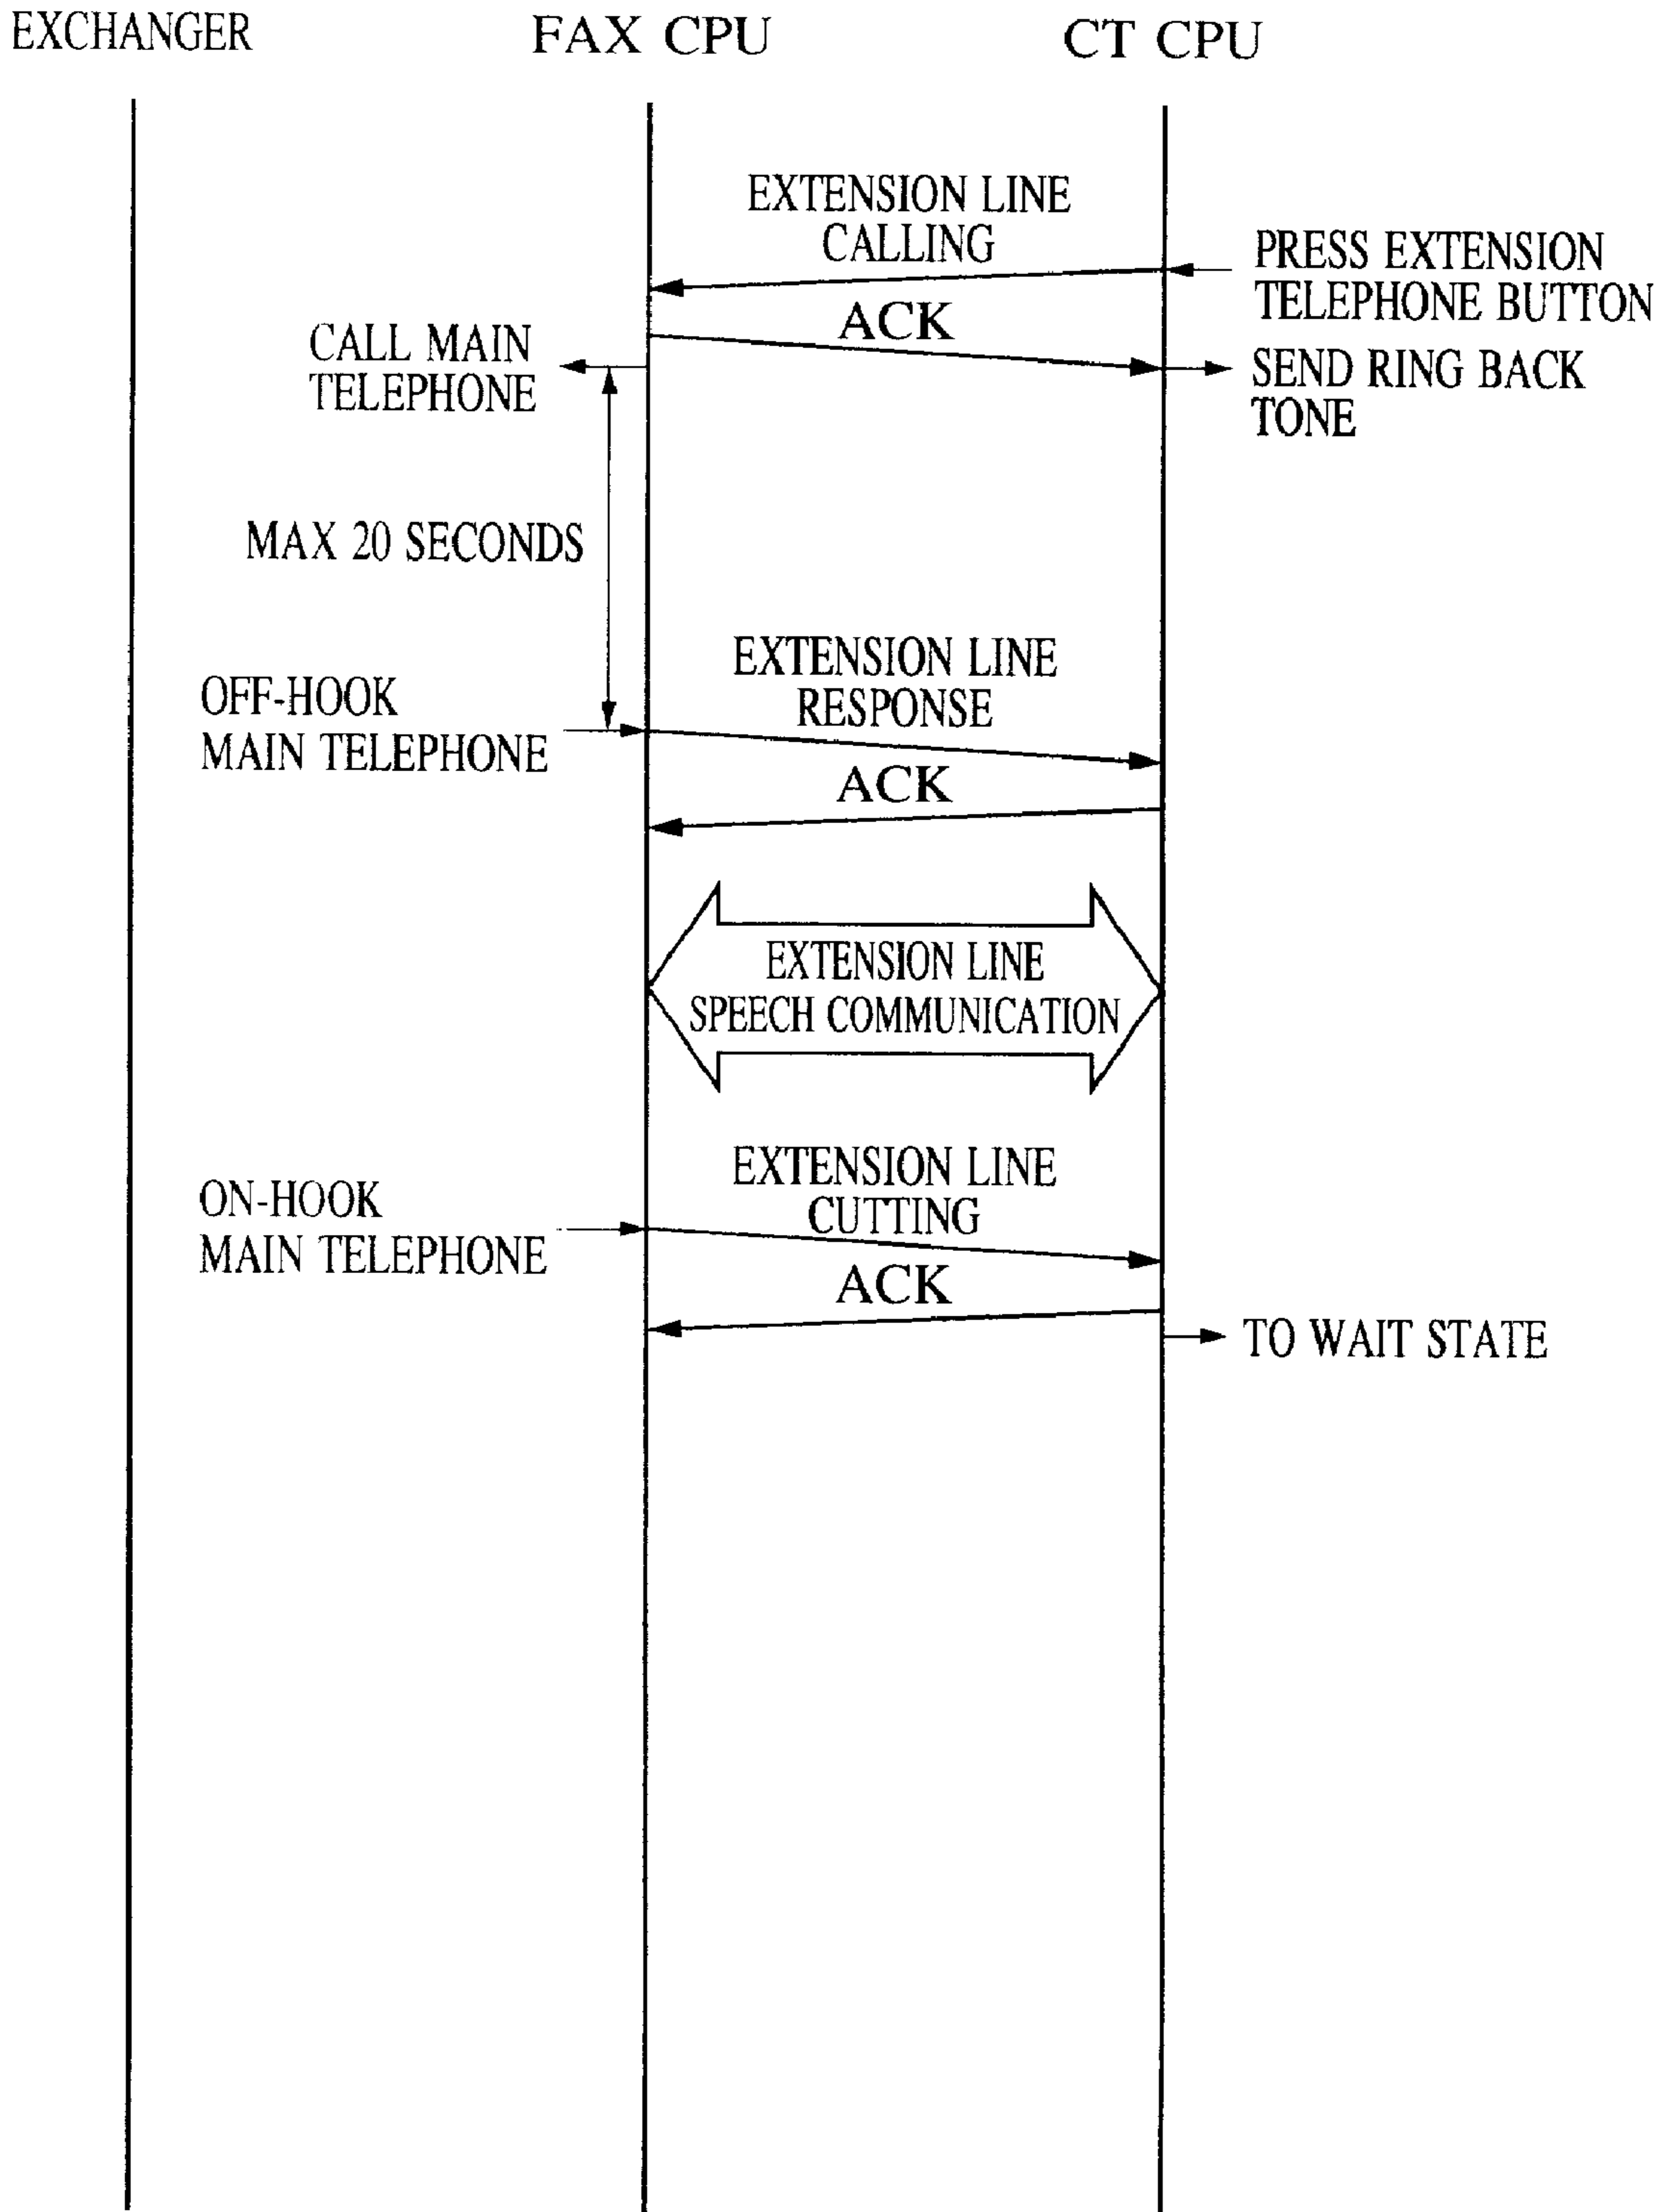 EXCHANGER
FAX CPU
CT CPU
EXTENSION LINE
CALLING
PRESS EXTENSION
TELEPHONE BUTTON
ACK
CALL MAIN
TELEPHONE
SEND RING BACK
TONE
MAX 20 SECONDS
EXTENSION LINE
RESPONSE
OFF-HOOK
MAIN TELEPHONE
ACK
EXTENSION LINE
SPEECH COMMUNICATION
EXTENSION LINE
CUTTING
ON-HOOK
MAIN TELEPHONE
ACK
TO WAIT STATE